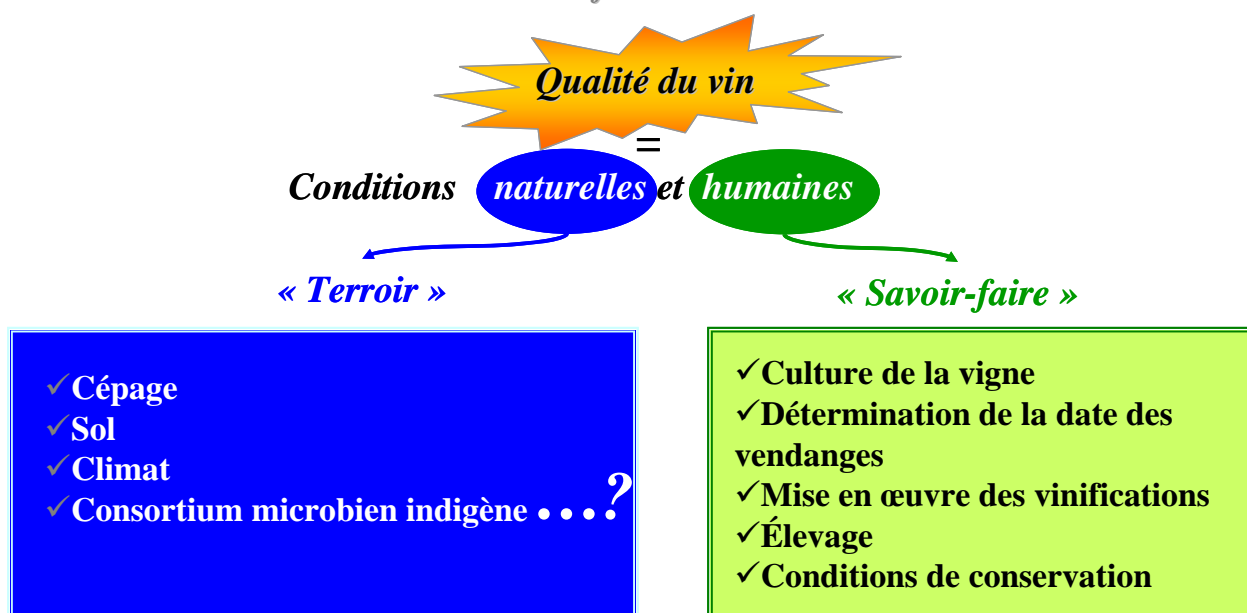 Qualité du vin
=
Conditions naturelles et humaines
« Terroir »
« Savoir-faire »
✓Cépage
✓Sol
✓Climat
✓Consortium microbien indigène ...?
✓Culture de la vigne
✓Détermination de la date des
vendanges
✓Mise en œuvre des vinifications
✓Élevage
✓Conditions de conservation